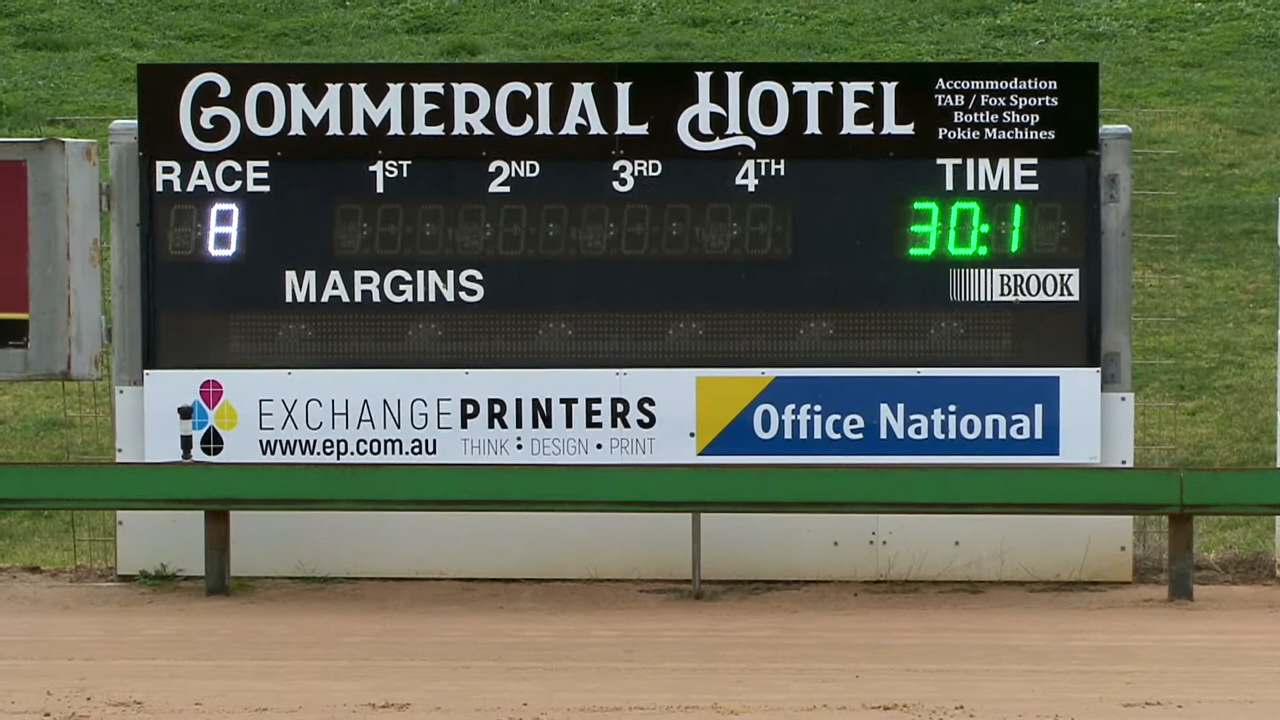 COMMERCIAL HOTEL
Accommodation
TAB / Fox Sports
Bottle Shop
Pokie Machines
RACE 1ST 2ND 3RD 4TH TIME
8 30:1
MARGINS
BROOK
EXCHANGEPRINTERS
www.ep.com.au THINK • DESIGN • PRINT
Office National